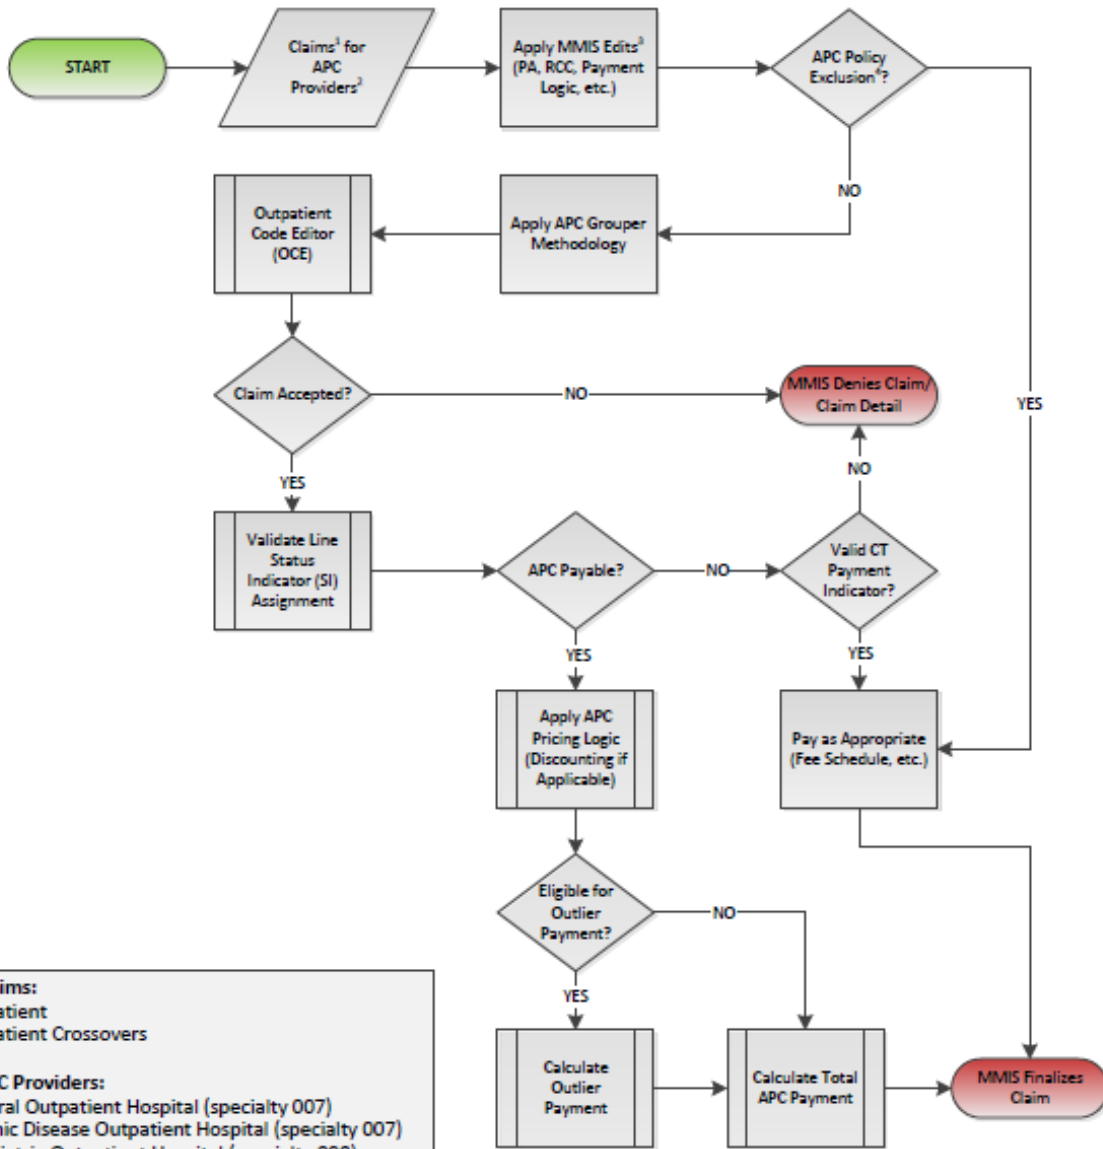 START
Claims¹ for
APC
Providers²
Apply MMIS Edits³
(PA, RCC, Payment
Logic, etc.)
APC Policy
Exclusion⁴?
YES
NO
Apply APC Grouper
Methodology
Outpatient
Code Editor
(OCE)
Claim Accepted?
NO
MMIS Denies Claim/
Claim Detail
YES
NO
Validate Line
Status
Indicator (SI)
Assignment
APC Payable?
NO
Valid CT
Payment
Indicator?
YES
YES
Apply APC
Pricing Logic
(Discounting if
Applicable)
Pay as Appropriate
(Fee Schedule, etc.)
Eligible for
Outlier
Payment?
NO
YES
Calculate
Outlier
Payment
Calculate Total
APC Payment
MMIS Finalizes
Claim
ims:
atient
atient Crossovers
C Providers:
ral Outpatient Hospital (specialty 007)
nic Disease Outpatient Hospital (specialty 007)